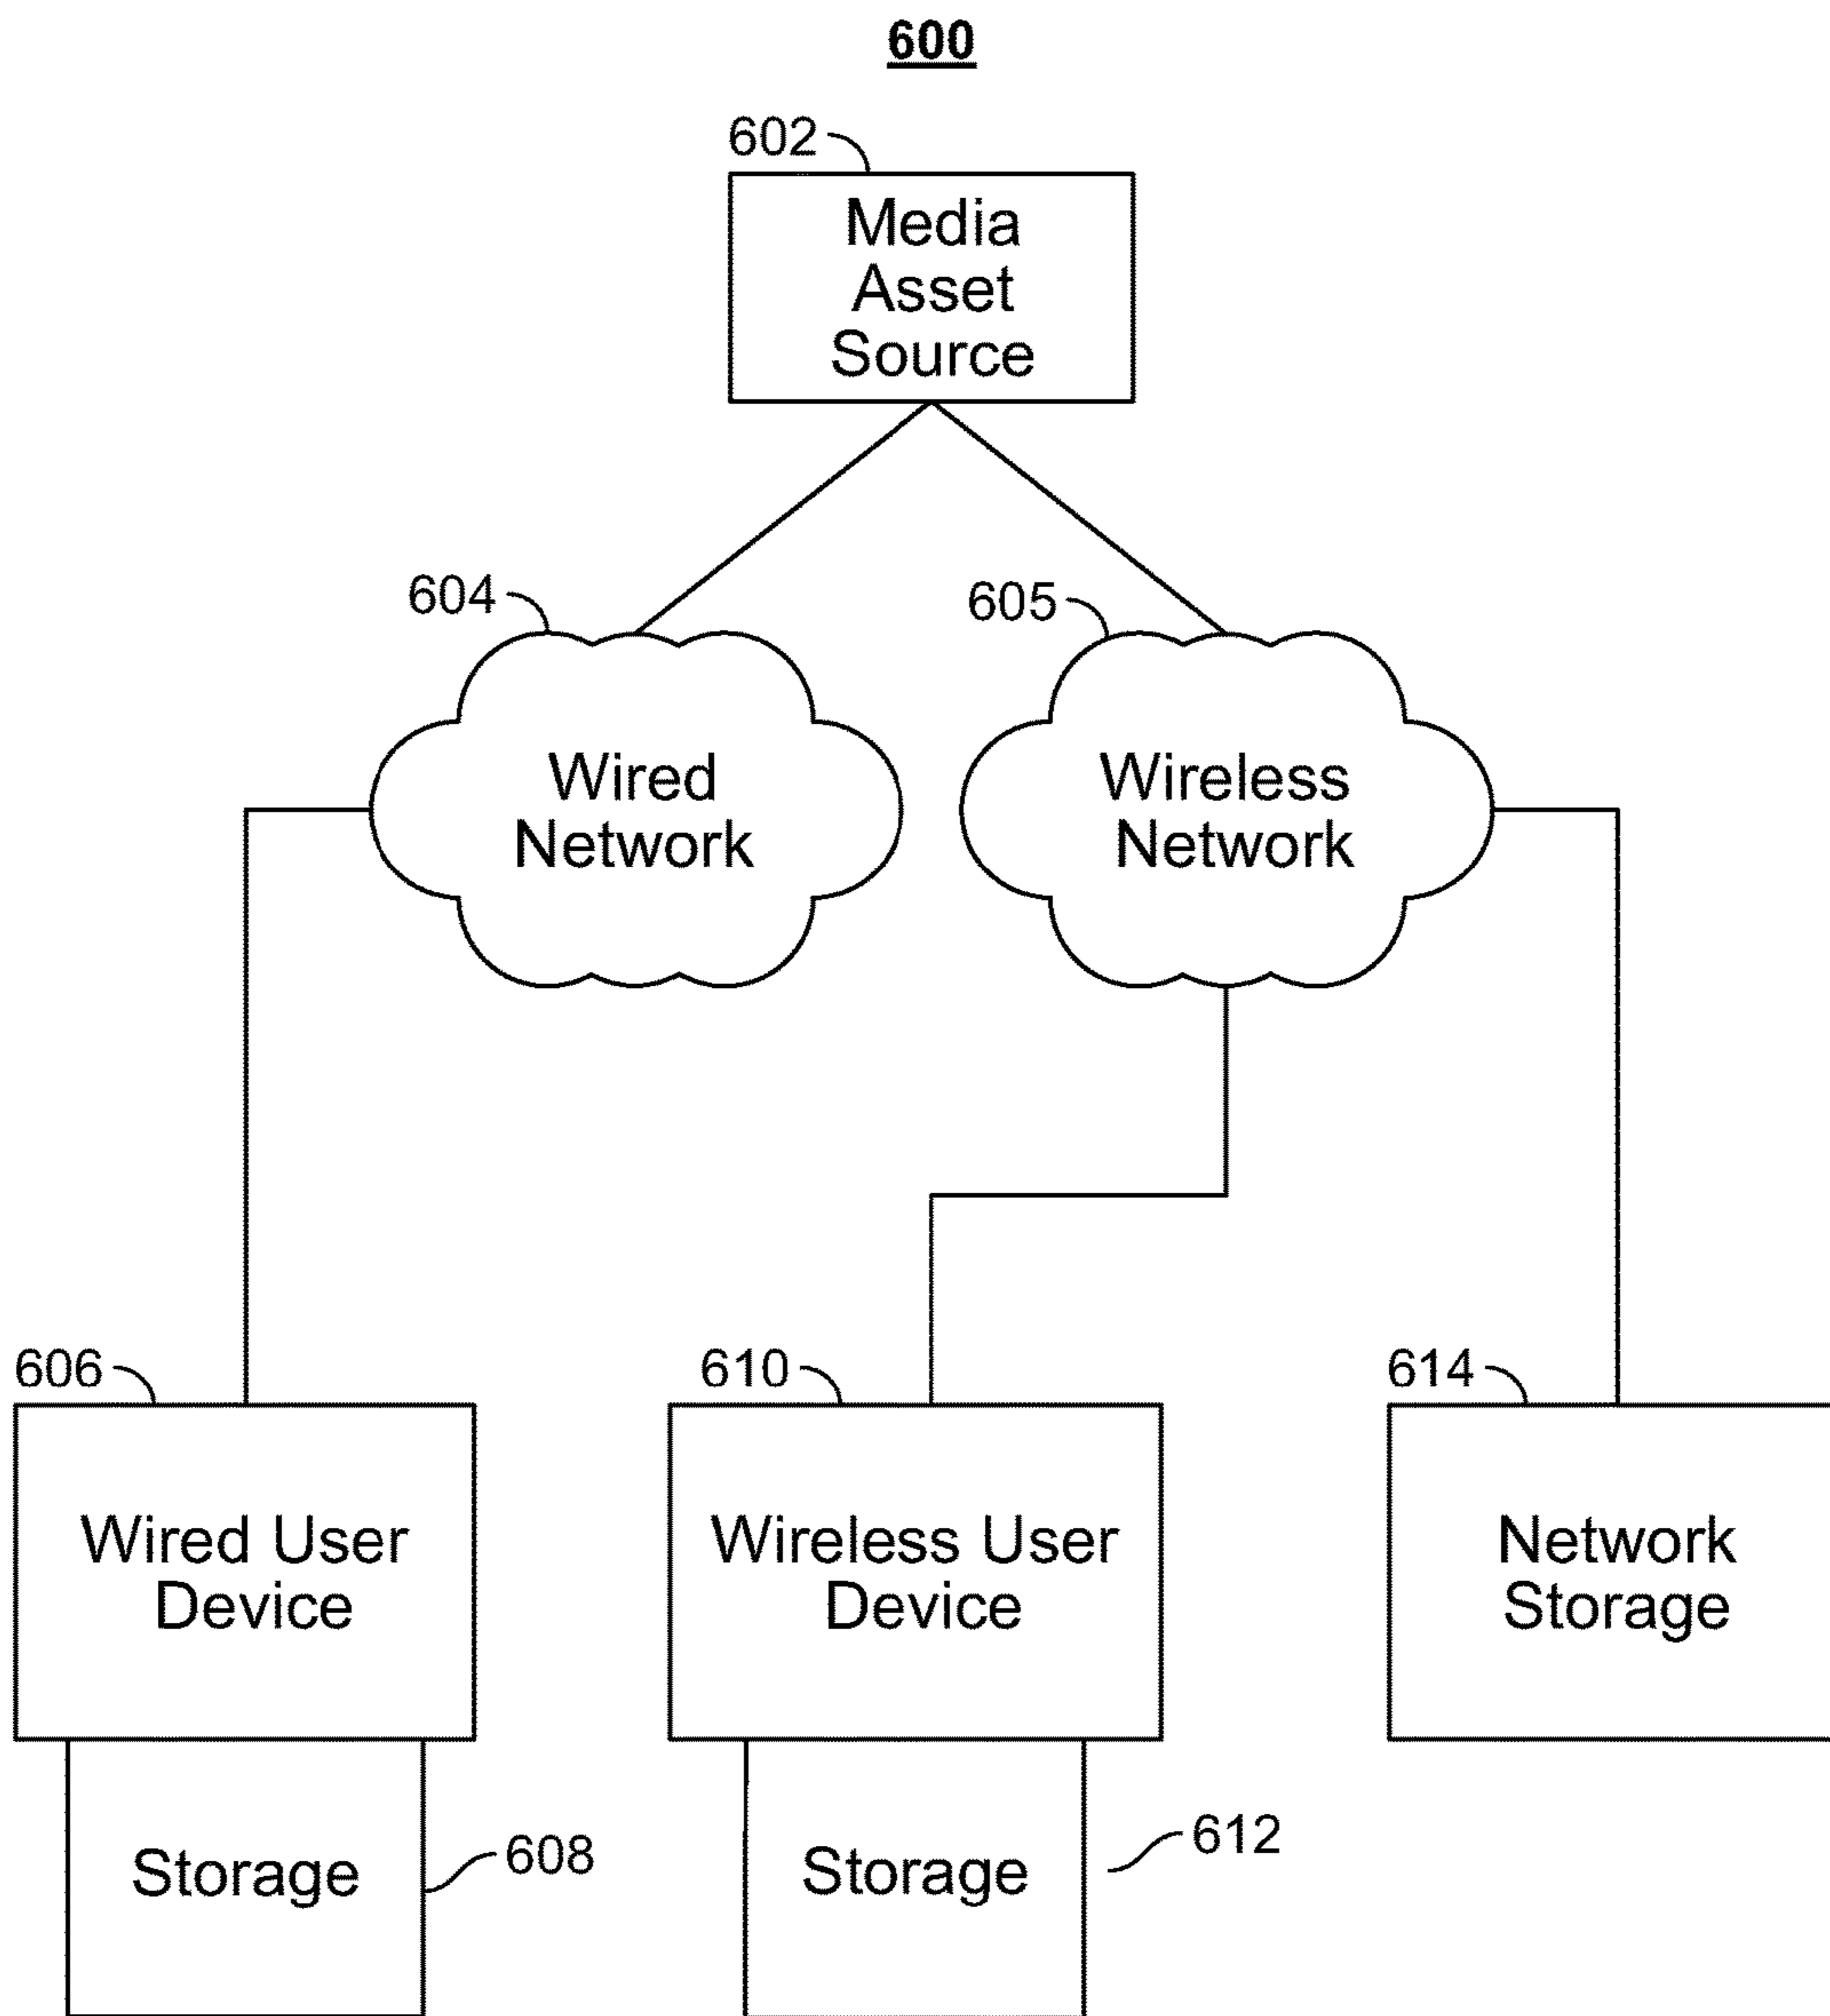 600
602
Media
Asset
Source
604
605
Wired
Network
Wireless
Network
606
610
614
Wired User
Device
Wireless User
Device
Network
Storage
Storage
608
Storage
612